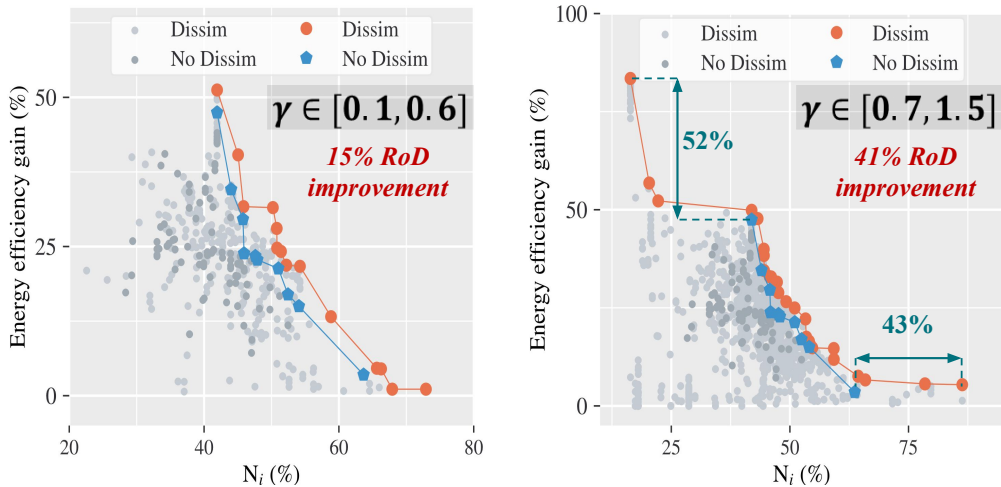 Dissim
No Dissim
Dissim
No Dissim
γ ∈ [0.1, 0.6]
15% RoD
improvement
Energy efficiency gain (%)
50
25
0
20
40
60
80
N_i (%)
Dissim
No Dissim
Dissim
No Dissim
γ ∈ [0.7, 1.5]
41% RoD
improvement
52%
43%
Energy efficiency gain (%)
100
50
0
25
50
75
N_i (%)